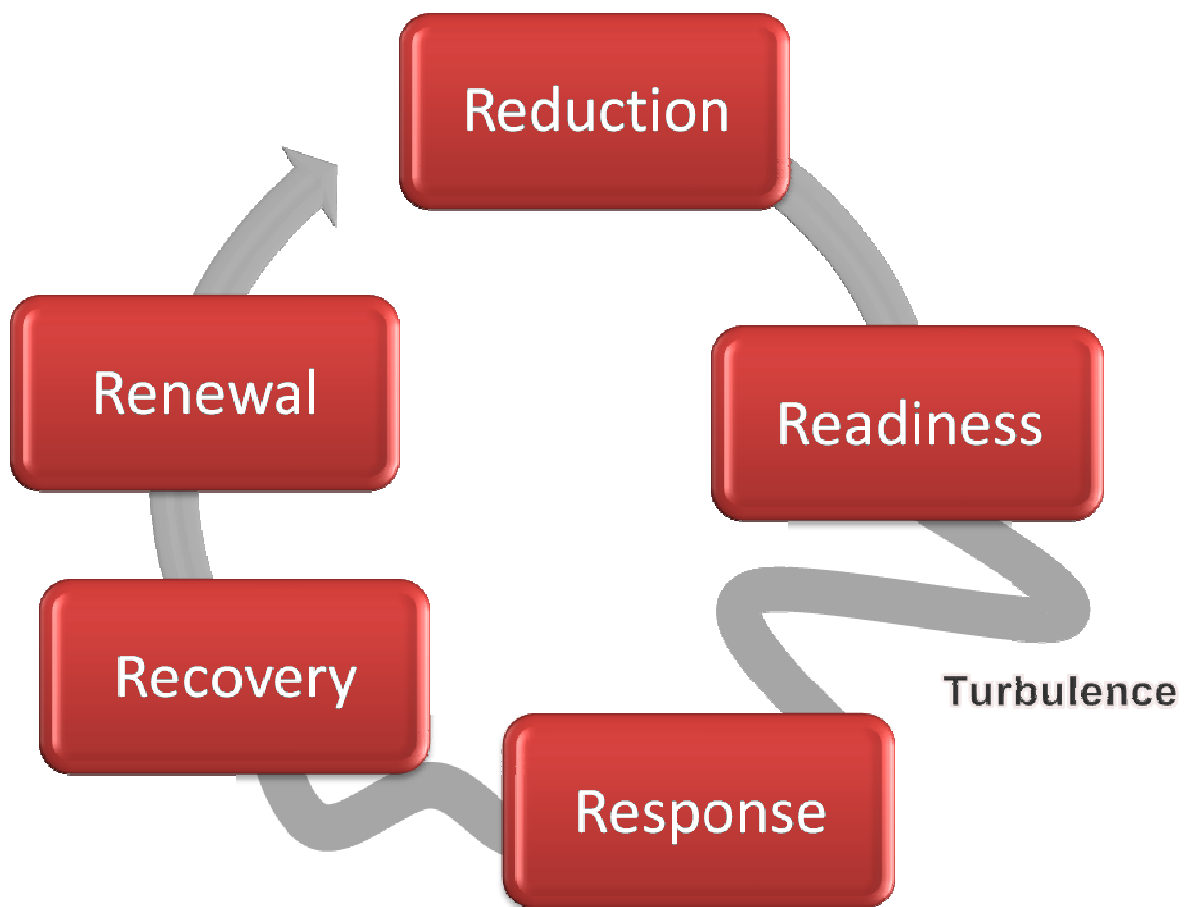 Reduction
Readiness
Turbulence
Response
Recovery
Renewal